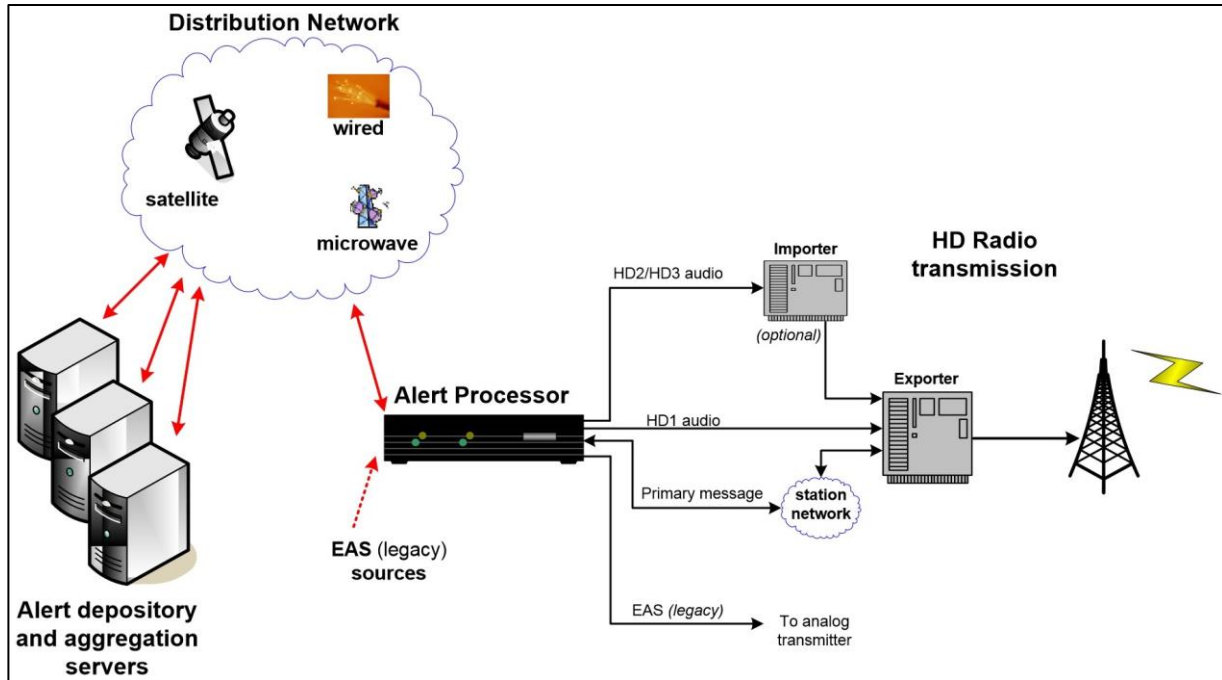 Distribution Network
wired
satellite
microwave
Importer
HD Radio
transmission
HD2/HD3 audio
(optional)
Alert Processor
Exporter
HD1 audio
Primary message
station
network
EAS (legacy)
sources
EAS (legacy)
To analog
transmitter
Alert depository
and aggregation
servers